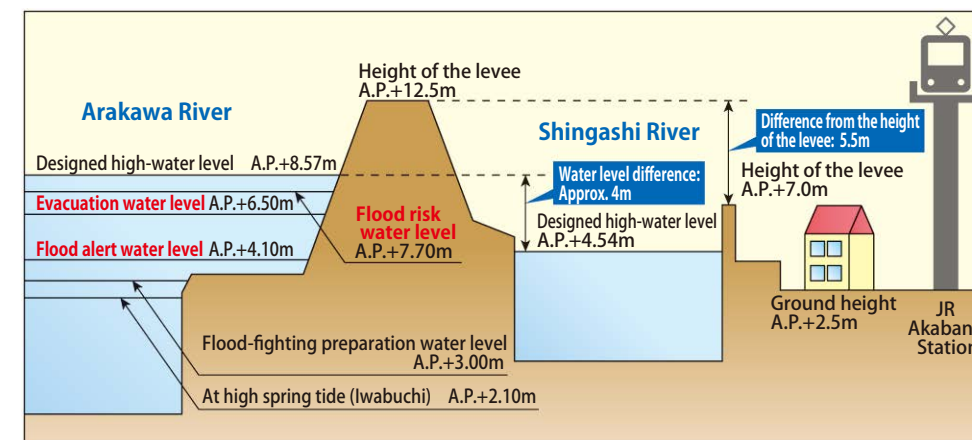 Height of the levee
A.P.+12.5m
Arakawa River
Shingashi River
Difference from the height
of the levee: 5.5m
Designed high-water level A.P.+8.57m
Water level difference:
Approx. 4m
Height of the levee
A.P.+7.0m
Evacuation water level A.P.+6.50m
Flood risk
water level
A.P.+7.70m
Designed high-water level
A.P.+4.54m
Flood alert water level A.P.+4.10m
Ground height
A.P.+2.5m
JR
Akaban
Station
Flood-fighting preparation water level
A.P.+3.00m
At high spring tide (Iwabuchi) A.P.+2.10m